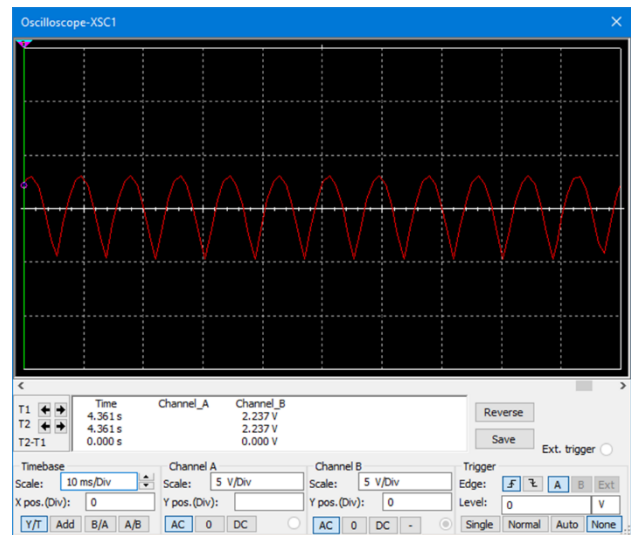 Oscilloscope-XSC1
Time Channel_A Channel_B
T1 4.361 s 2.237 V
T2 4.361 s 2.237 V
T2-T1 0.000 s 0.000 V
Reverse
Save
Ext. trigger
Timebase
Scale: 10 ms/Div
X pos.(Div): 0
Y/T Add B/A A/B
Channel A
Scale: 5 V/Div
Y pos.(Div):
AC 0 DC
Channel B
Scale: 5 V/Div
Y pos.(Div): 0
AC 0 DC -
Trigger
Edge: A B Ext
Level: 0 V
Single Normal Auto None